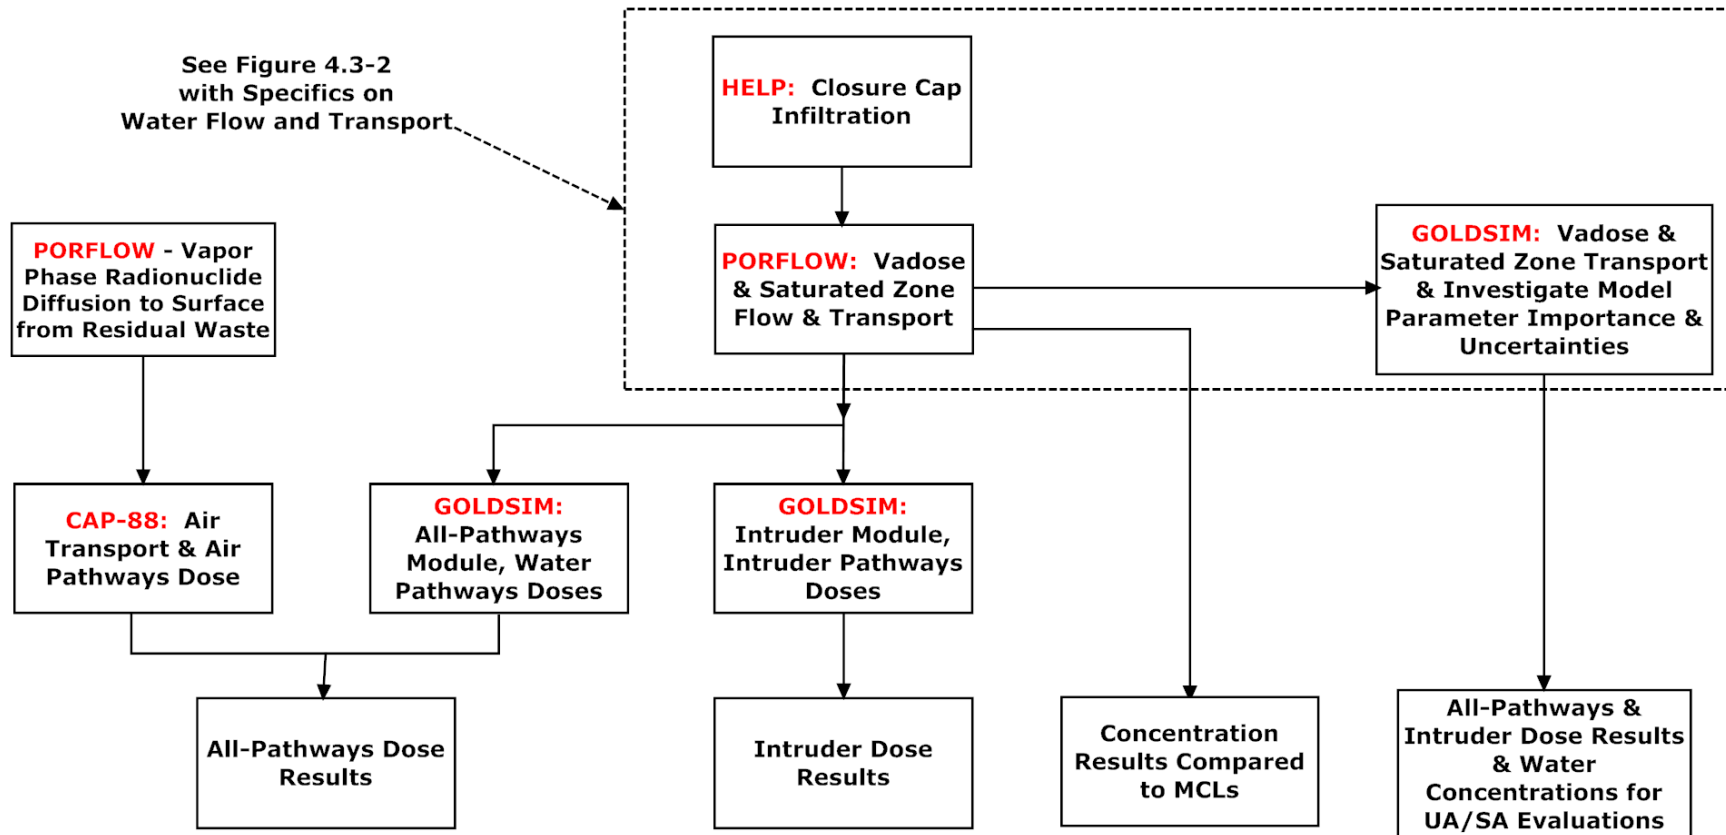 See Figure 4.3-2
with Specifics on
Water Flow and Transport
HELP: Closure Cap
Infiltration
PORFLOW - Vapor
Phase Radionuclide
Diffusion to Surface
from Residual Waste
PORFLOW: Vadose
& Saturated Zone
Flow & Transport
GOLDSIM: Vadose &
Saturated Zone Transport
& Investigate Model
Parameter Importance &
Uncertainties
CAP-88: Air
Transport & Air
Pathways Dose
GOLDSIM:
All-Pathways
Module, Water
Pathways Doses
GOLDSIM:
Intruder Module,
Intruder Pathways
Doses
All-Pathways Dose
Results
Intruder Dose
Results
Concentration
Results Compared
to MCLs
All-Pathways &
Intruder Dose Results
& Water
Concentrations for
UA/SA Evaluations